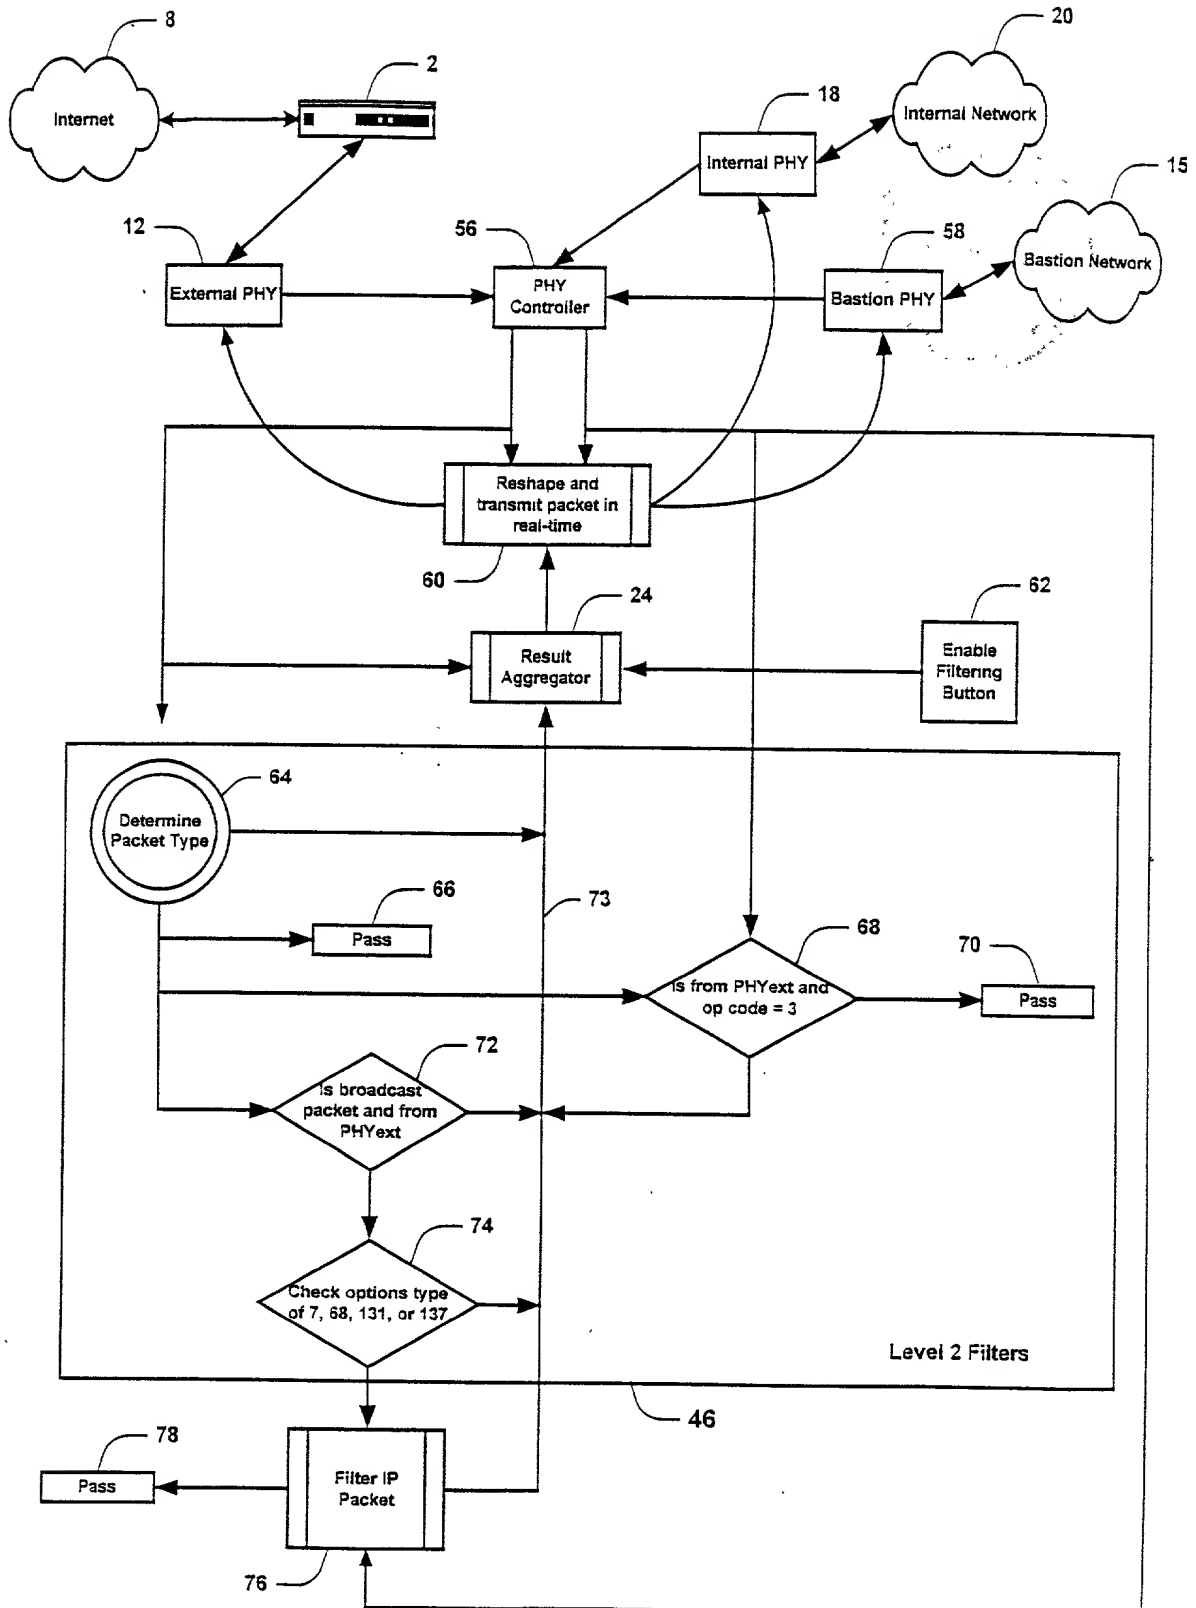 8
20
2
Internet
18
Internal Network
Internal PHY
15
12
56
58
Bastion Network
External PHY
PHY
Controller
Bastion PHY
Reshape and
transmit packet in
real-time
60
24
62
Result
Aggregator
Enable
Filtering
Button
64
Determine
Packet Type
66
73
Pass
68
70
Is from PHYext and
op code = 3
Pass
72
Is broadcast
packet and from
PHYext
74
Check options type
of 7, 68, 131, or 137
Level 2 Filters
46
78
Pass
Filter IP
Packet
76